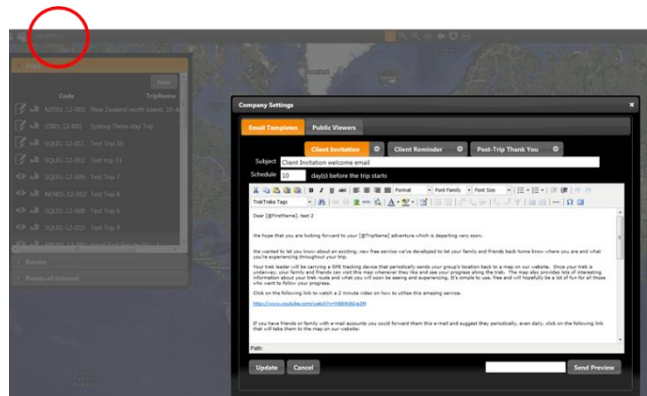 Trips
New
Code TripName
NZE01-12-001 New Zealand north island, 10-d
SS01-12-001 Sydney Three-day Trip
SQU01-12-011 Test Trip 10
SQU01-12-012 Test trip 11
SQU01-12-007 Test Trip 7
NEN01-12-002 Test Trip 8
SQU01-12-008 Test Trip 6
SQU01-12-010 Test Trip 9
Routes
Points of Interest
Company Settings
Email Templates Public Viewers
Client Invitation Client Reminder Post-Trip Thank You
Subject Client Invitation welcome email
Schedule 10 day(s) before the trip starts
Format Font Family Font Size
TrekTraka Tags
Dear [@FirstName], test 2
We hope that you are looking forward to your [@TripName] adventure which is departing very soon.
We wanted to let you know about an exciting, new free service we've developed to let your family and friends back home know where you are and what
you're experiencing throughout your trip.
Your trek leader will be carrying a GPS tracking device that periodically sends your group's location back to a map on our website. Once your trek is
underway, your family and friends can visit this map whenever they like and see your progress along the trek. The map also provides lots of interesting
information about your trek route and what you will soon be seeing and experiencing. It's simple to use, free and will hopefully be a lot of fun for all those
who want to follow your progress.
Click on the following link to watch a 2 minute video on how to utilise this amazing service.
If you have friends or family with e-mail accounts you could forward them this e-mail and suggest they periodically, even daily, click on the following link
that will take them to the map on our website:
Path:
Update Cancel Send Preview